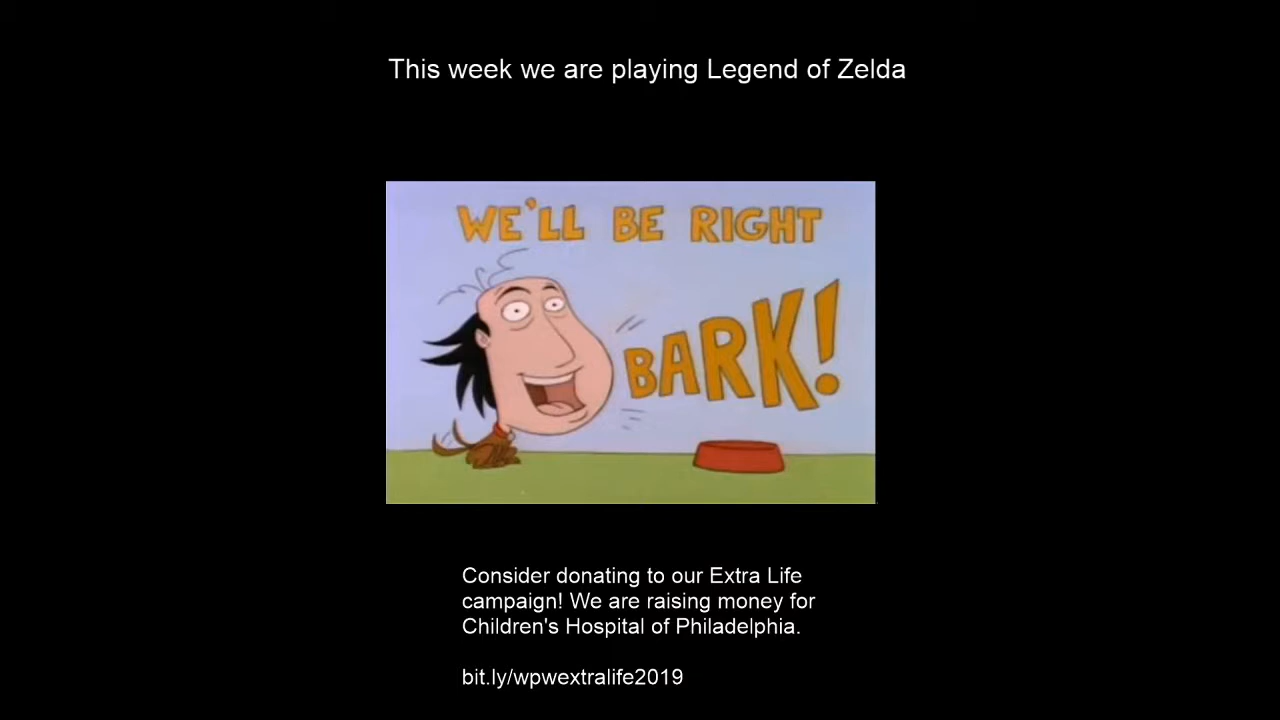 This week we are playing Legend of Zelda
WE'LL BE RIGHT
BARK!
Consider donating to our Extra Life
campaign! We are raising money for
Children's Hospital of Philadelphia.
bit.ly/wpwextralife2019